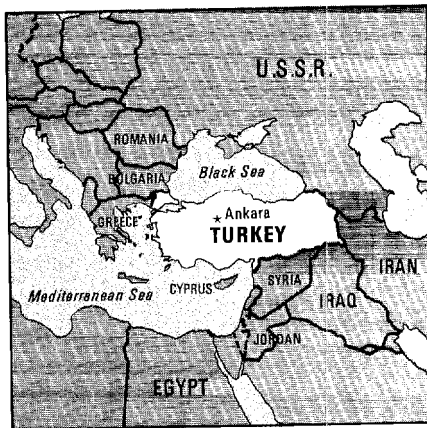 U.S.S.R.
ROMANIA
Black Sea
BULGARIA
Ankara
GREECE
TURKEY
IRAN
SYRIA
CYPRUS
Mediterranean Sea
IRAQ
JORDAN
EGYPT